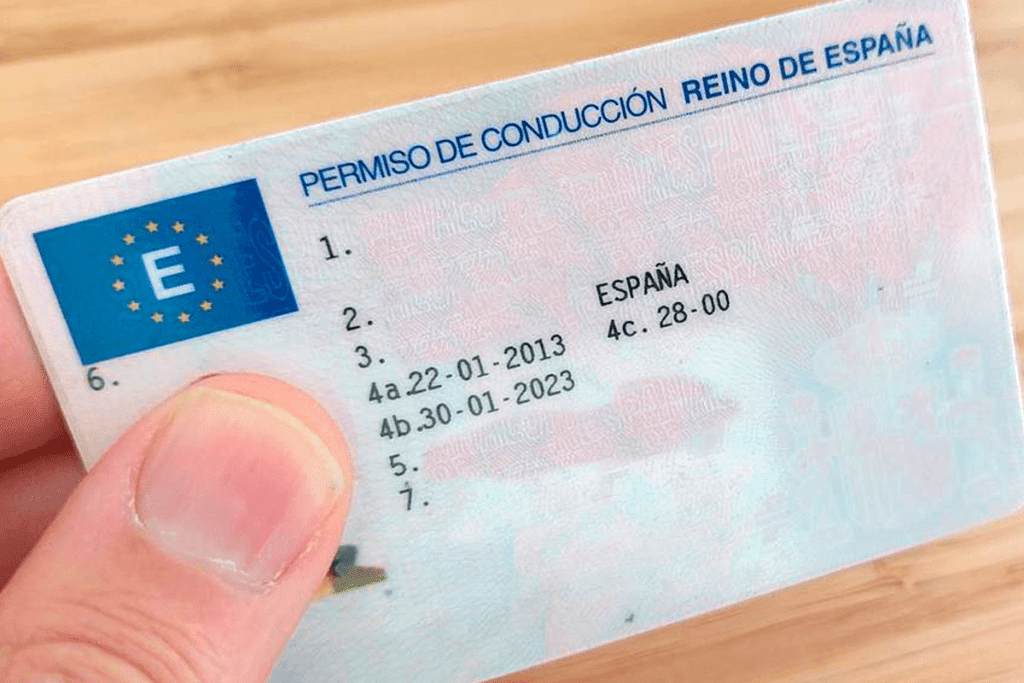 PERMISO DE CONDUCCIÓN REINO DE ESPAÑA
E
1.
2.
ESPAÑA
3.
4a.22-01-2013
4c. 28-00
4b.30-01-2023
5.
6.
7.